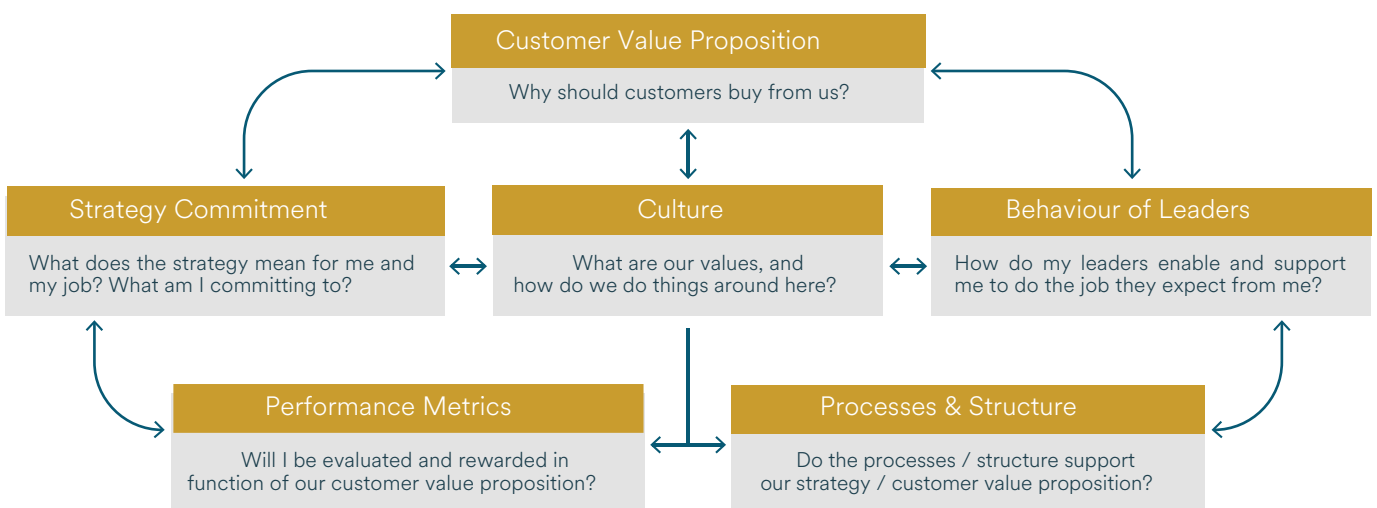 Customer Value Proposition
Why should customers buy from us?
Strategy Commitment
What does the strategy mean for me and
my job? What am I committing to?
Culture
What are our values, and
how do we do things around here?
Behaviour of Leaders
How do my leaders enable and support
me to do the job they expect from me?
Performance Metrics
Will I be evaluated and rewarded in
function of our customer value proposition?
Processes & Structure
Do the processes / structure support
our strategy / customer value proposition?